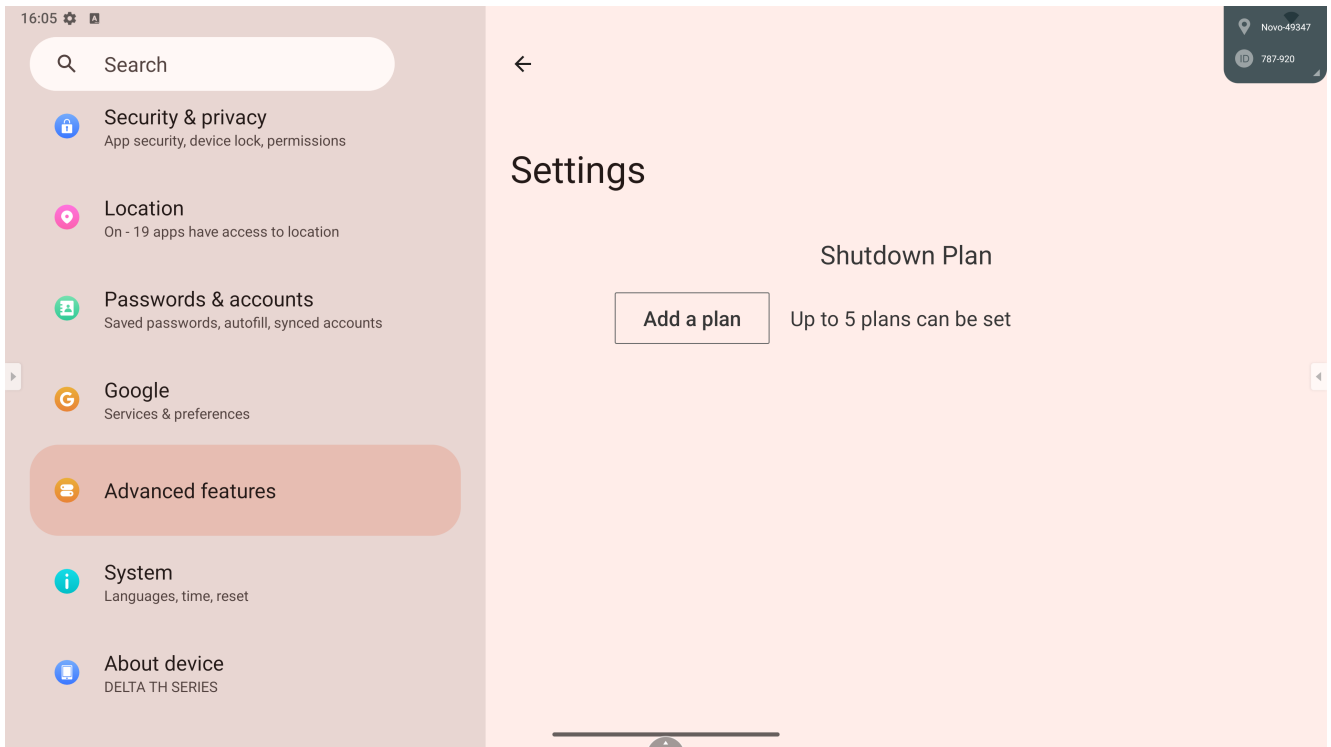 16:05
Search
Security & privacy
App security, device lock, permissions
Location
On - 19 apps have access to location
Passwords & accounts
Saved passwords, autofill, synced accounts
Google
Services & preferences
Advanced features
System
Languages, time, reset
About device
DELTA TH SERIES
Settings
Shutdown Plan
Add a plan
Up to 5 plans can be set
Novo-49347
ID 787-920